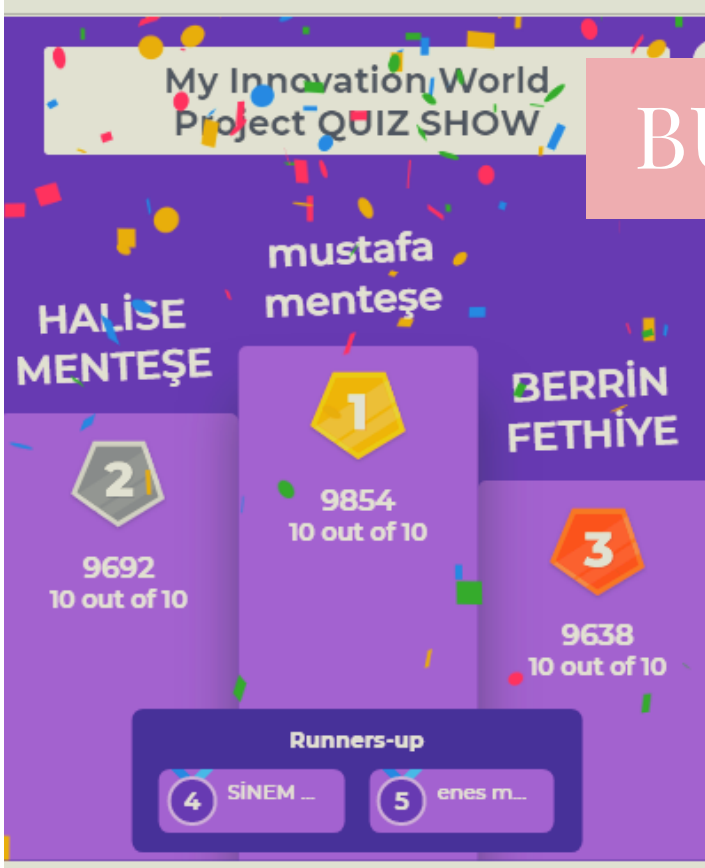 My Innovation World
Project QUIZ SHOW
BU
mustafa
menteşe
HALİSE
MENTEŞE
BERRİN
FETHİYE
1
9854
10 out of 10
2
9692
10 out of 10
3
9638
10 out of 10
Runners-up
4 SİNEM ...
5 enes m...